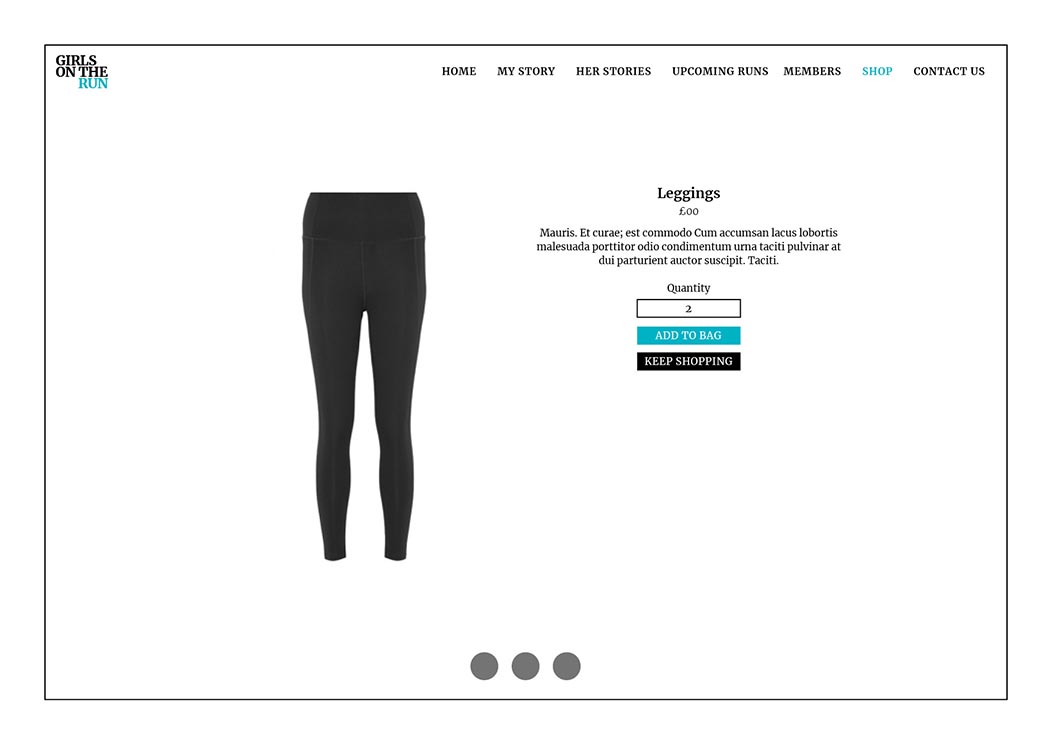 GIRLS
ON THE
RUN
HOME MY STORY HER STORIES UPCOMING RUNS MEMBERS SHOP CONTACT US
Leggings
£00
Mauris. Et curae; est commodo Cum accumsan lacus lobortis
malesuada porttitor odio condimentum urna taciti pulvinar at
dui parturient auctor suscipit. Taciti.
Quantity
2
ADD TO BAG
KEEP SHOPPING